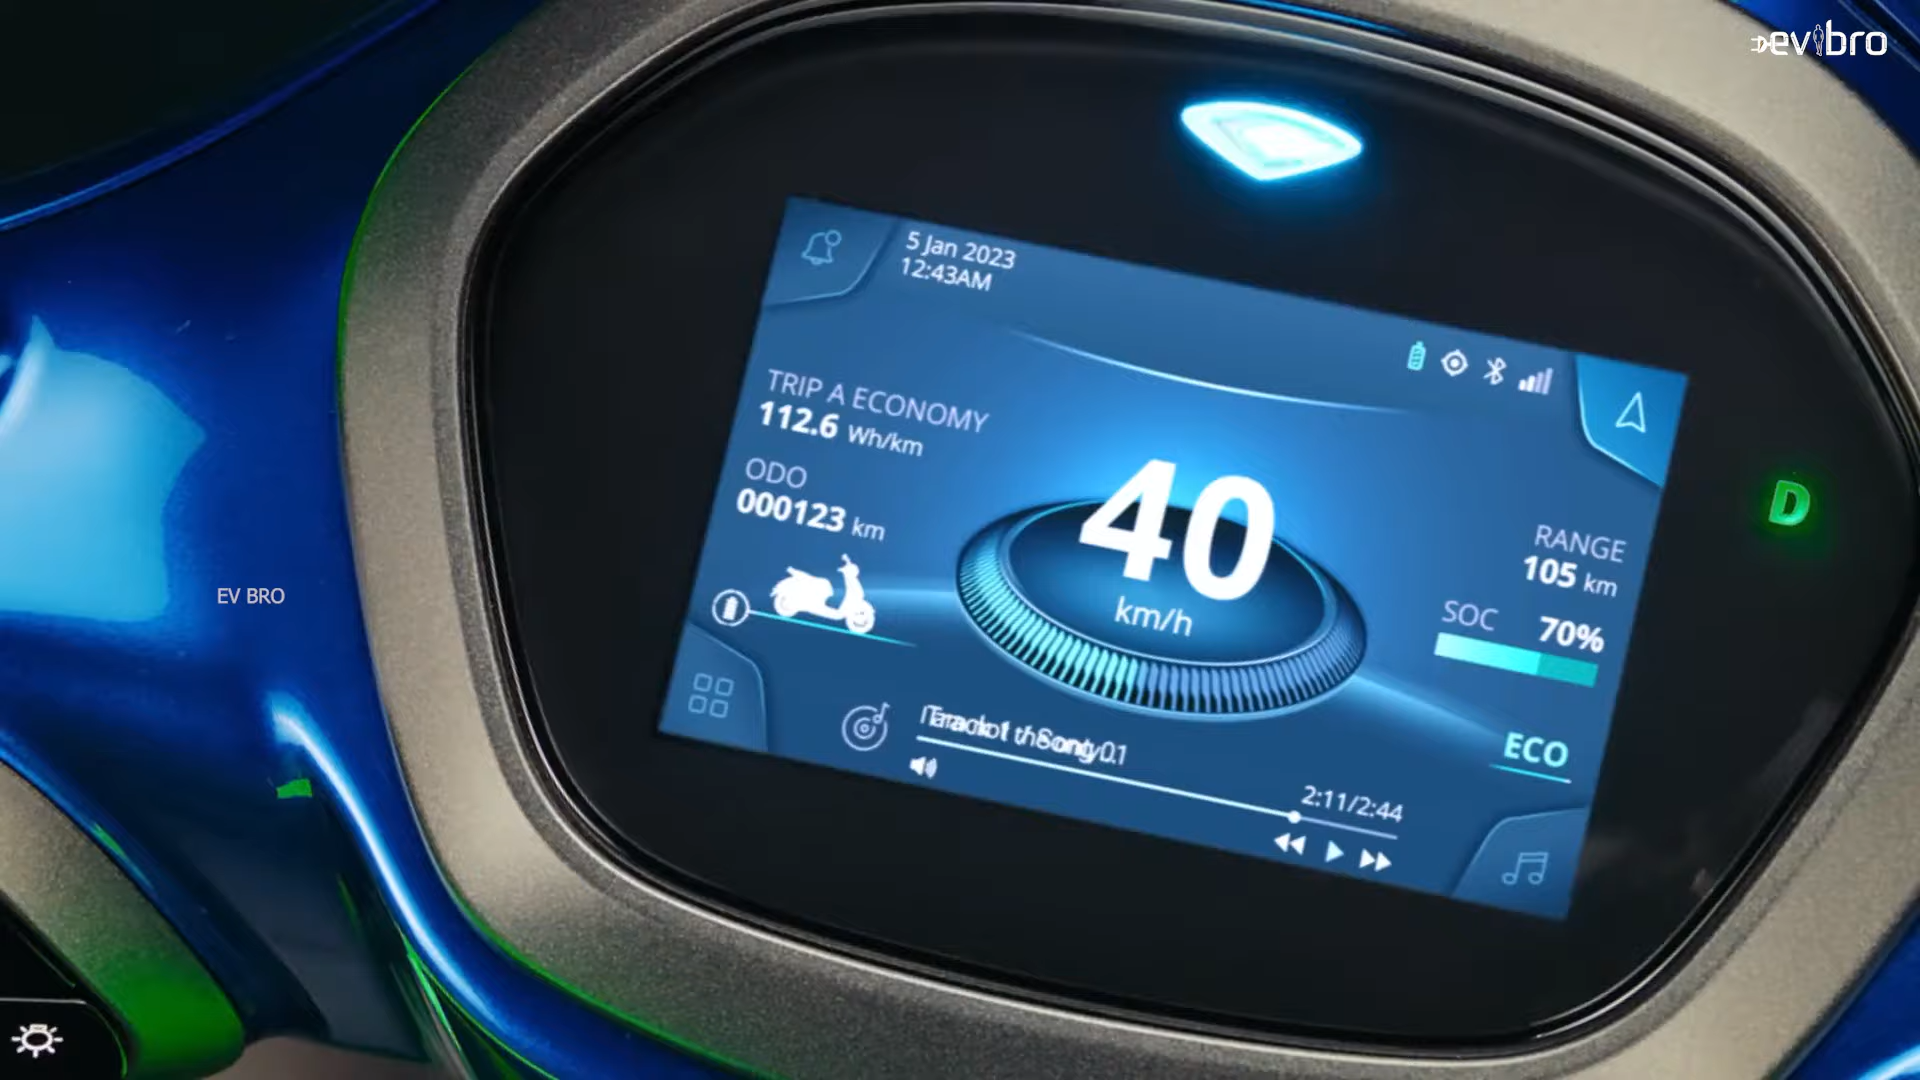 evbro
5 Jan 2023
12:43AM
TRIP A ECONOMY
112.6 Wh/km
ODO
000123 km
40
km/h
D
RANGE
105 km
SOC 70%
EV BRO
ECO
2:11/2:44